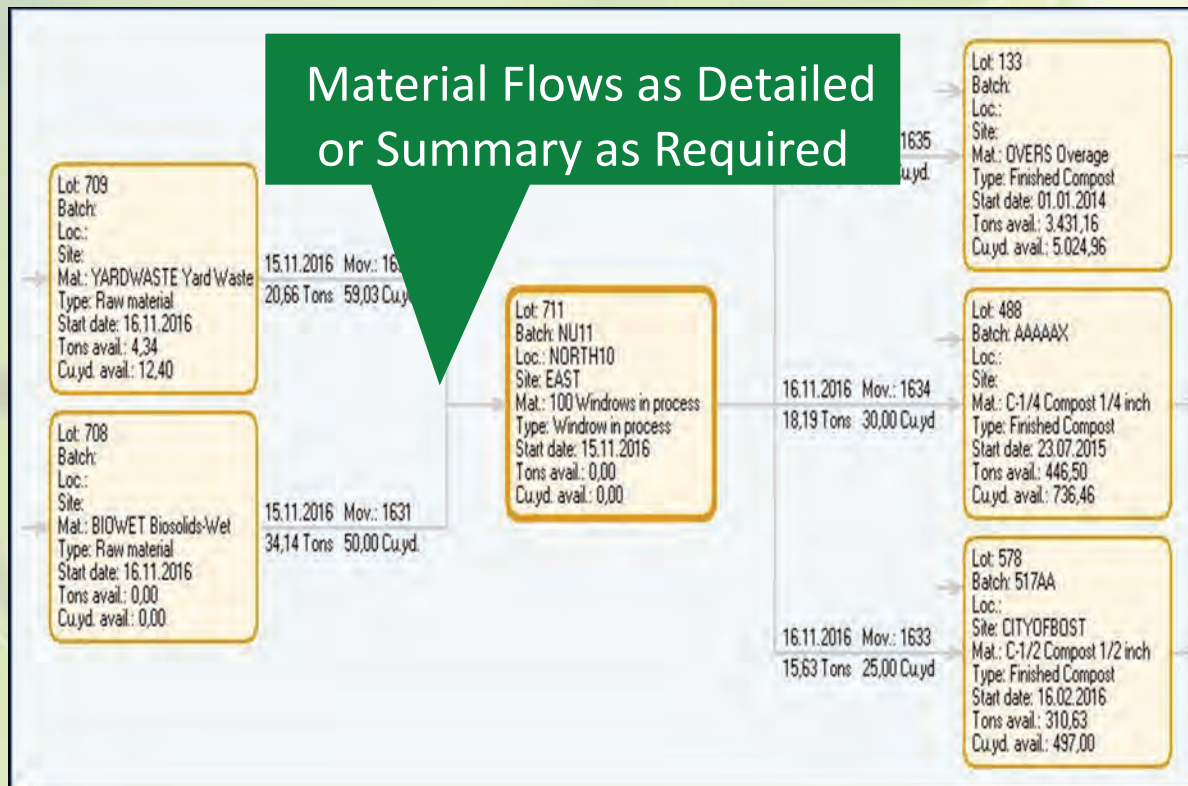 Material Flows as Detailed
or Summary as Required
Lot: 709
Batch:
Loc.:
Site:
Mat.: YARDWASTE Yard Waste
Type: Raw material
Start date: 16.11.2016
Tons avail.: 4,34
Cu.yd. avail.: 12,40
15.11.2016 Mov.:
20,66 Tons 59,03
Lot: 708
Batch:
Loc.:
Site:
Mat.: BIOWET Biosolids-Wet
Type: Raw material
Start date: 16.11.2016
Tons avail.: 0,00
Cu.yd. avail.: 0,00
15.11.2016 Mov.: 1631
34,14 Tons 50,00 Cu.yd.
Lot: 711
Batch: NU11
Loc.: NORTH10
Site: EAST
Mat.: 100 Windrows in process
Type: Windrow in process
Start date: 15.11.2016
Tons avail.: 0,00
Cu.yd. avail.: 0,00
1635
Cu.yd.
Lot: 133
Batch:
Loc.:
Site:
Mat.: OVERS Overage
Type: Finished Compost
Start date: 01.01.2014
Tons avail.: 3.431,16
Cu.yd. avail.: 5.024,96
16.11.2016 Mov.: 1634
18,19 Tons 30,00 Cu.yd
Lot: 488
Batch: AAAAAX
Loc.:
Site:
Mat.: C-1/4 Compost 1/4 inch
Type: Finished Compost
Start date: 23.07.2015
Tons avail.: 446,50
Cu.yd. avail.: 736,46
16.11.2016 Mov.: 1633
15,63 Tons 25,00 Cu.yd
Lot: 578
Batch: 517AA
Loc.:
Site: CITYOFBOST
Mat.: C-1/2 Compost 1/2 inch
Type: Finished Compost
Start date: 16.02.2016
Tons avail.: 310,63
Cu.yd. avail.: 497,00